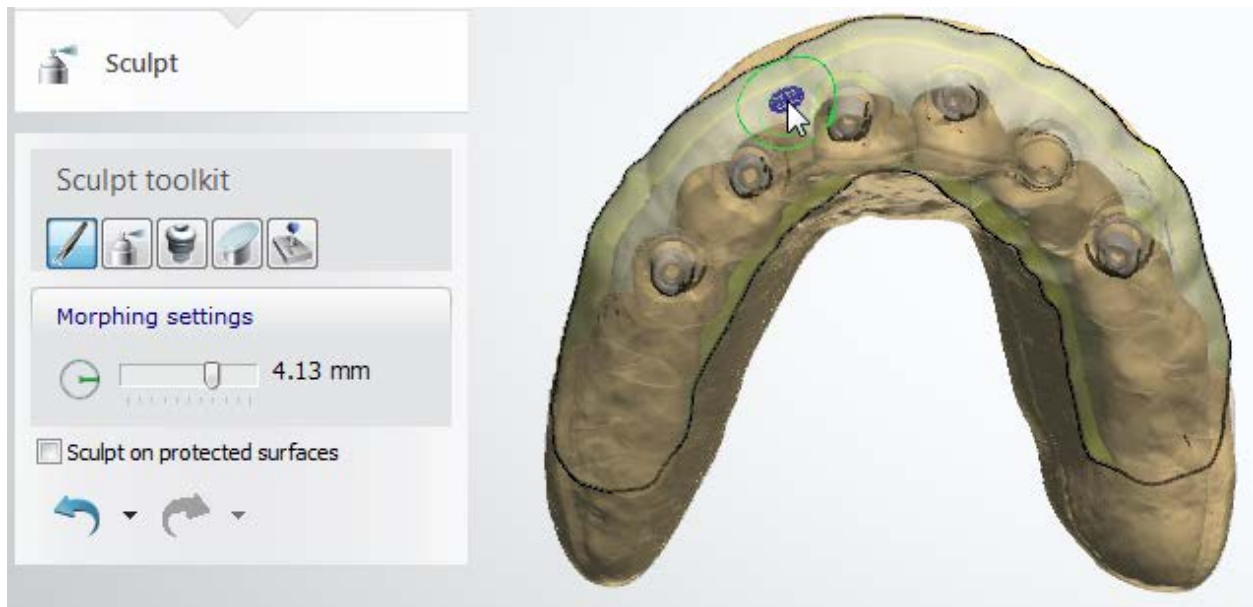 Sculpt
Sculpt toolkit
Morphing settings
4.13 mm
Sculpt on protected surfaces